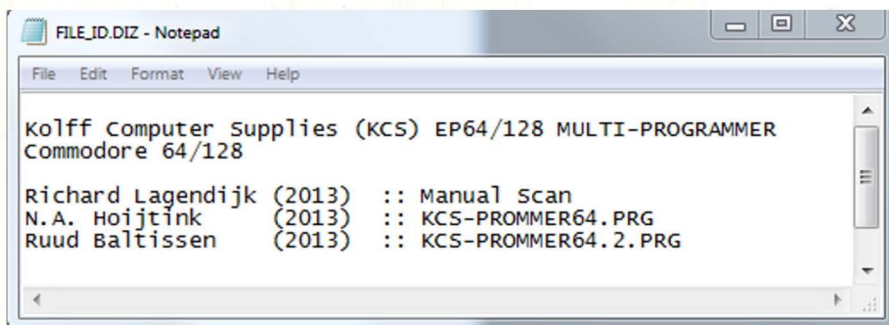 FILE_ID.DIZ - Notepad
File Edit Format View Help
Kolff Computer Supplies (KCS) EP64/128 MULTI-PROGRAMMER
Commodore 64/128
Richard Lagendijk (2013) :: Manual Scan
N.A. Hoijtink (2013) :: KCS-PROMMER64.PRG
Ruud Baltissen (2013) :: KCS-PROMMER64.2.PRG